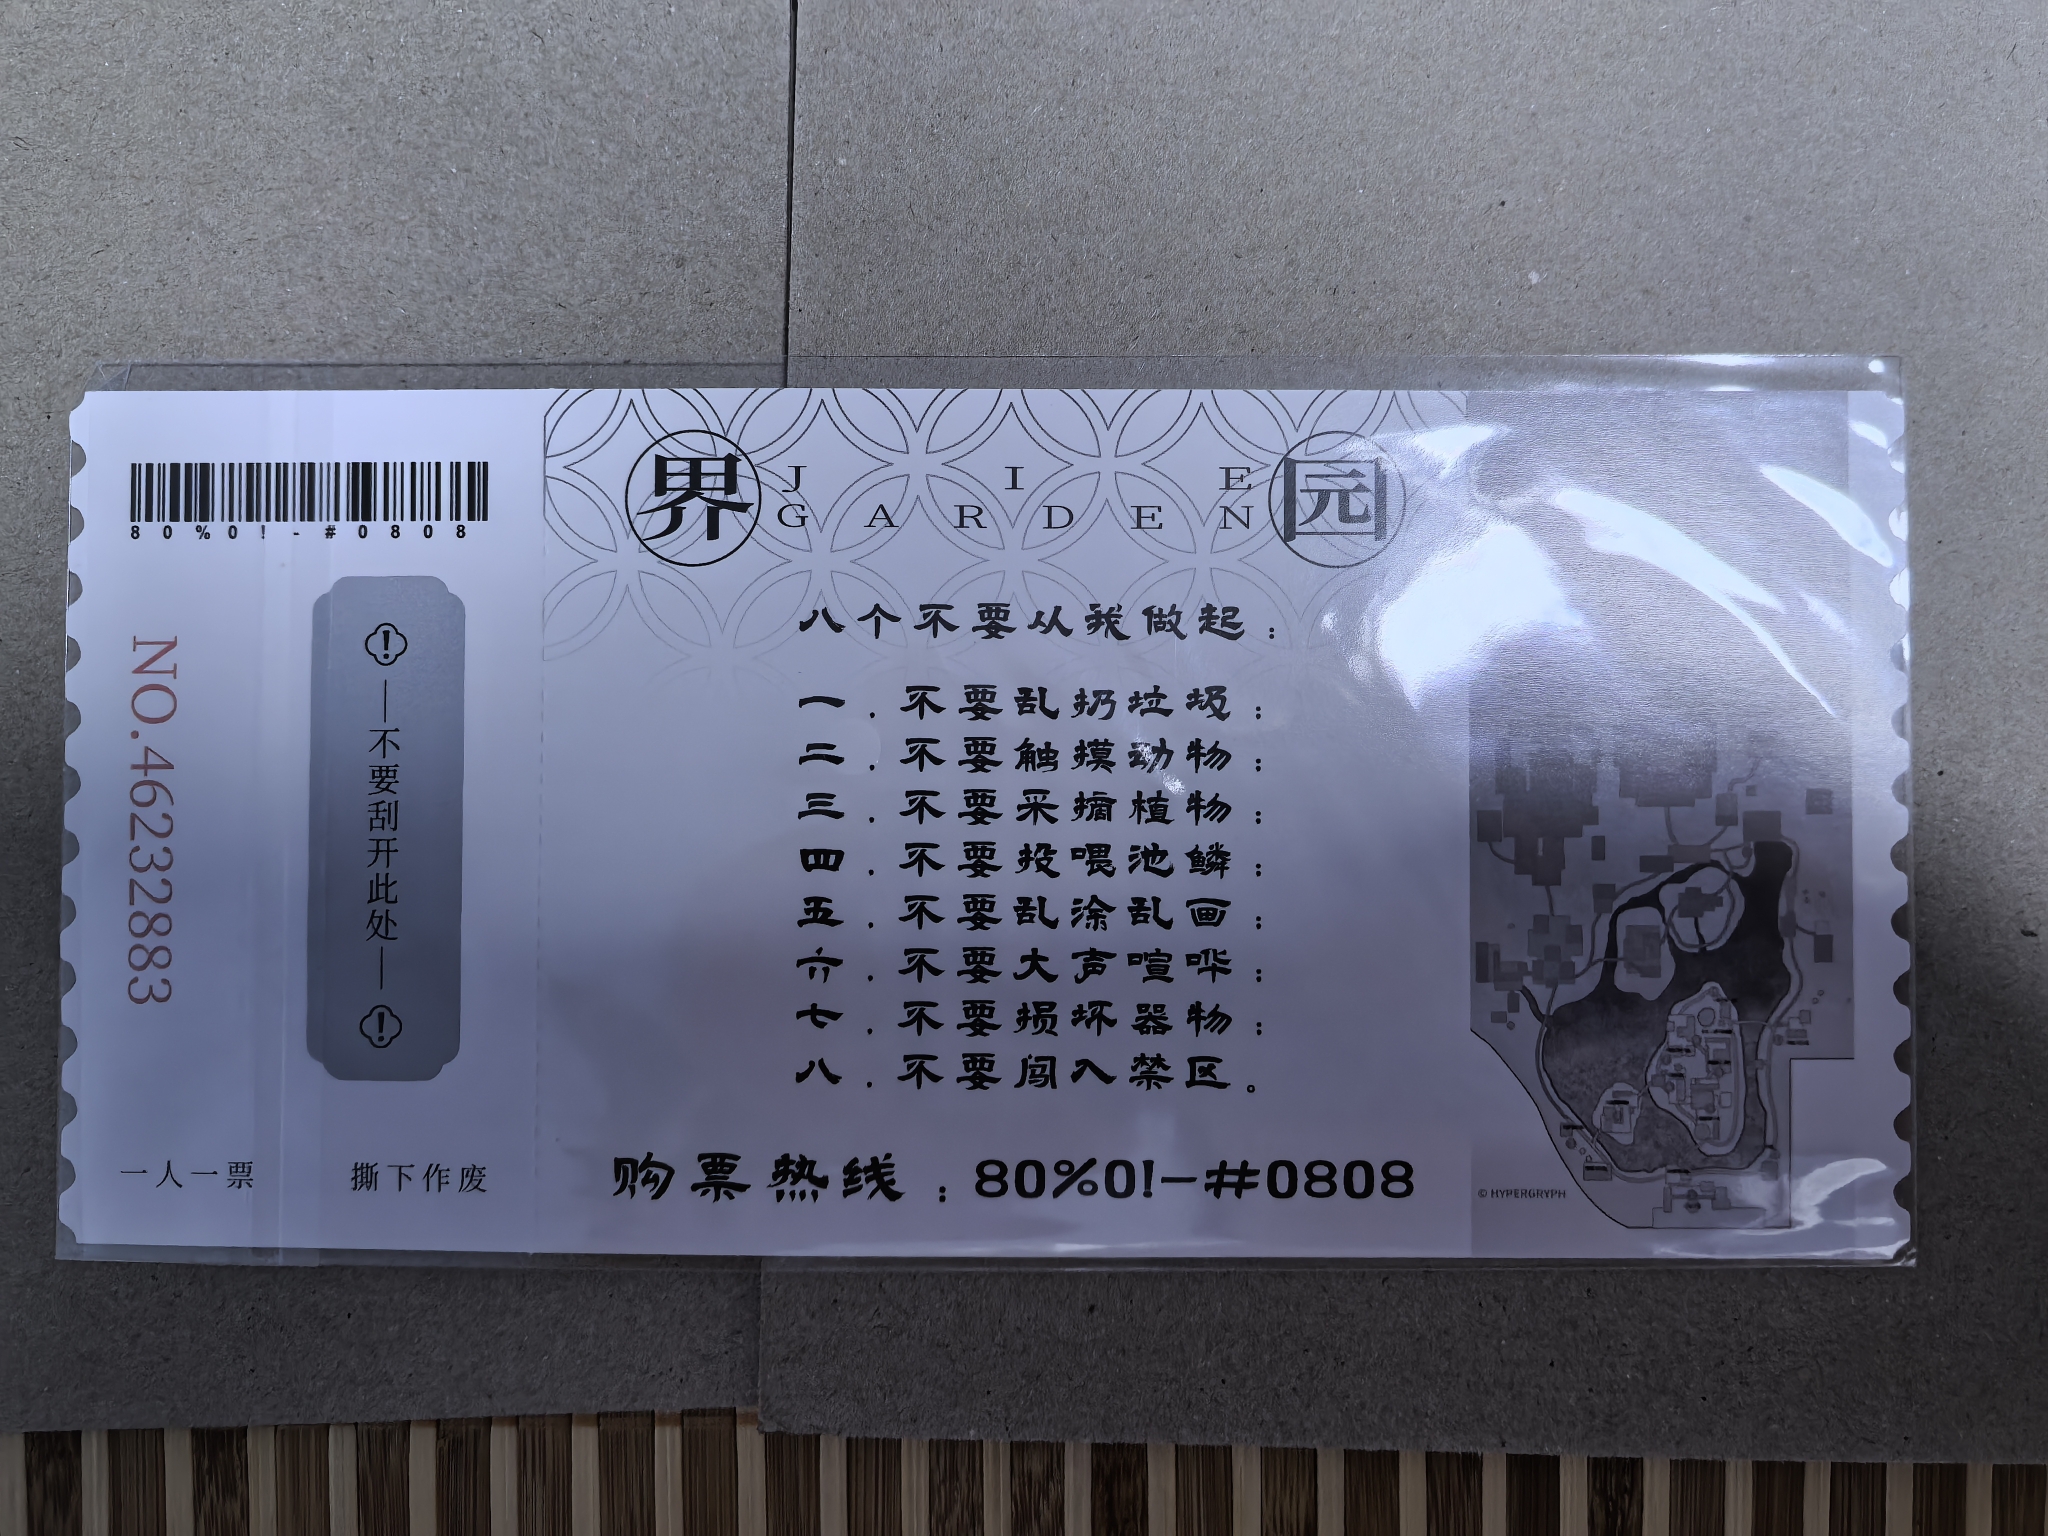 80%0!-#0808
NO.46232883
不要刮开此处
一人一票
撕下作废
界 JIE GARDEN 园
八个不要从我做起：
一．不要乱扔垃圾；
二．不要触摸动物；
三．不要采摘植物；
四．不要投喂池鳞；
五．不要乱涂乱画；
六．不要大声喧哗；
七．不要损坏器物；
八．不要闯入禁区。
购票热线：80%0!-#0808
© HYPERGRYPH